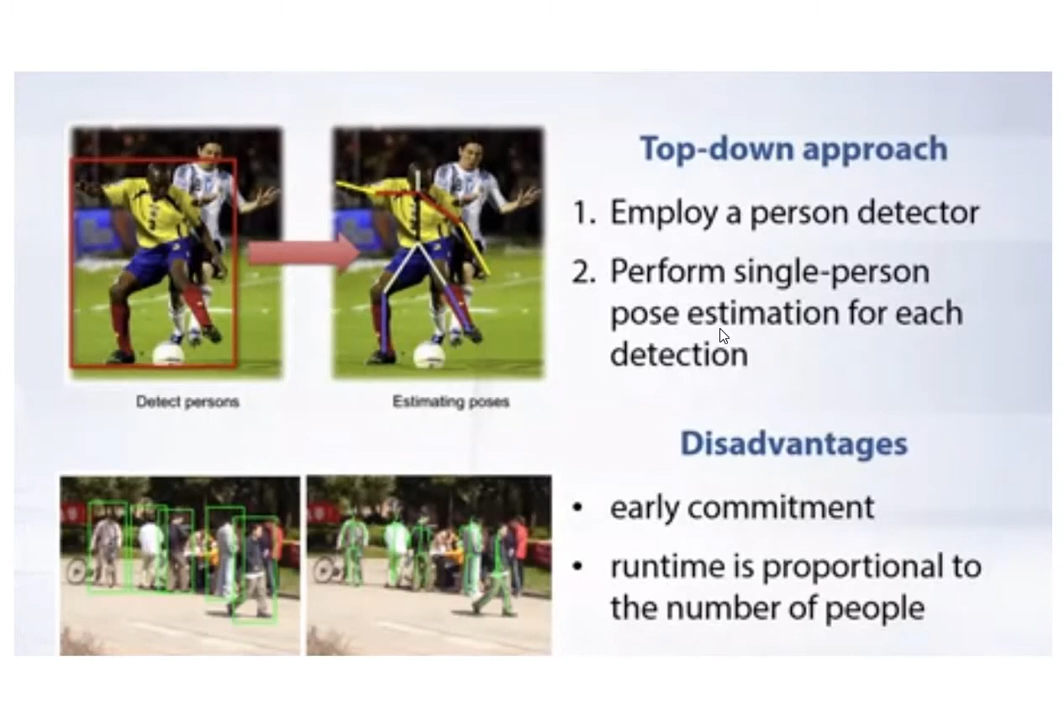 Top-down approach
1. Employ a person detector
2. Perform single-person
pose estimation for each
detection
Detect persons
Estimating poses
Disadvantages
• early commitment
• runtime is proportional to
the number of people